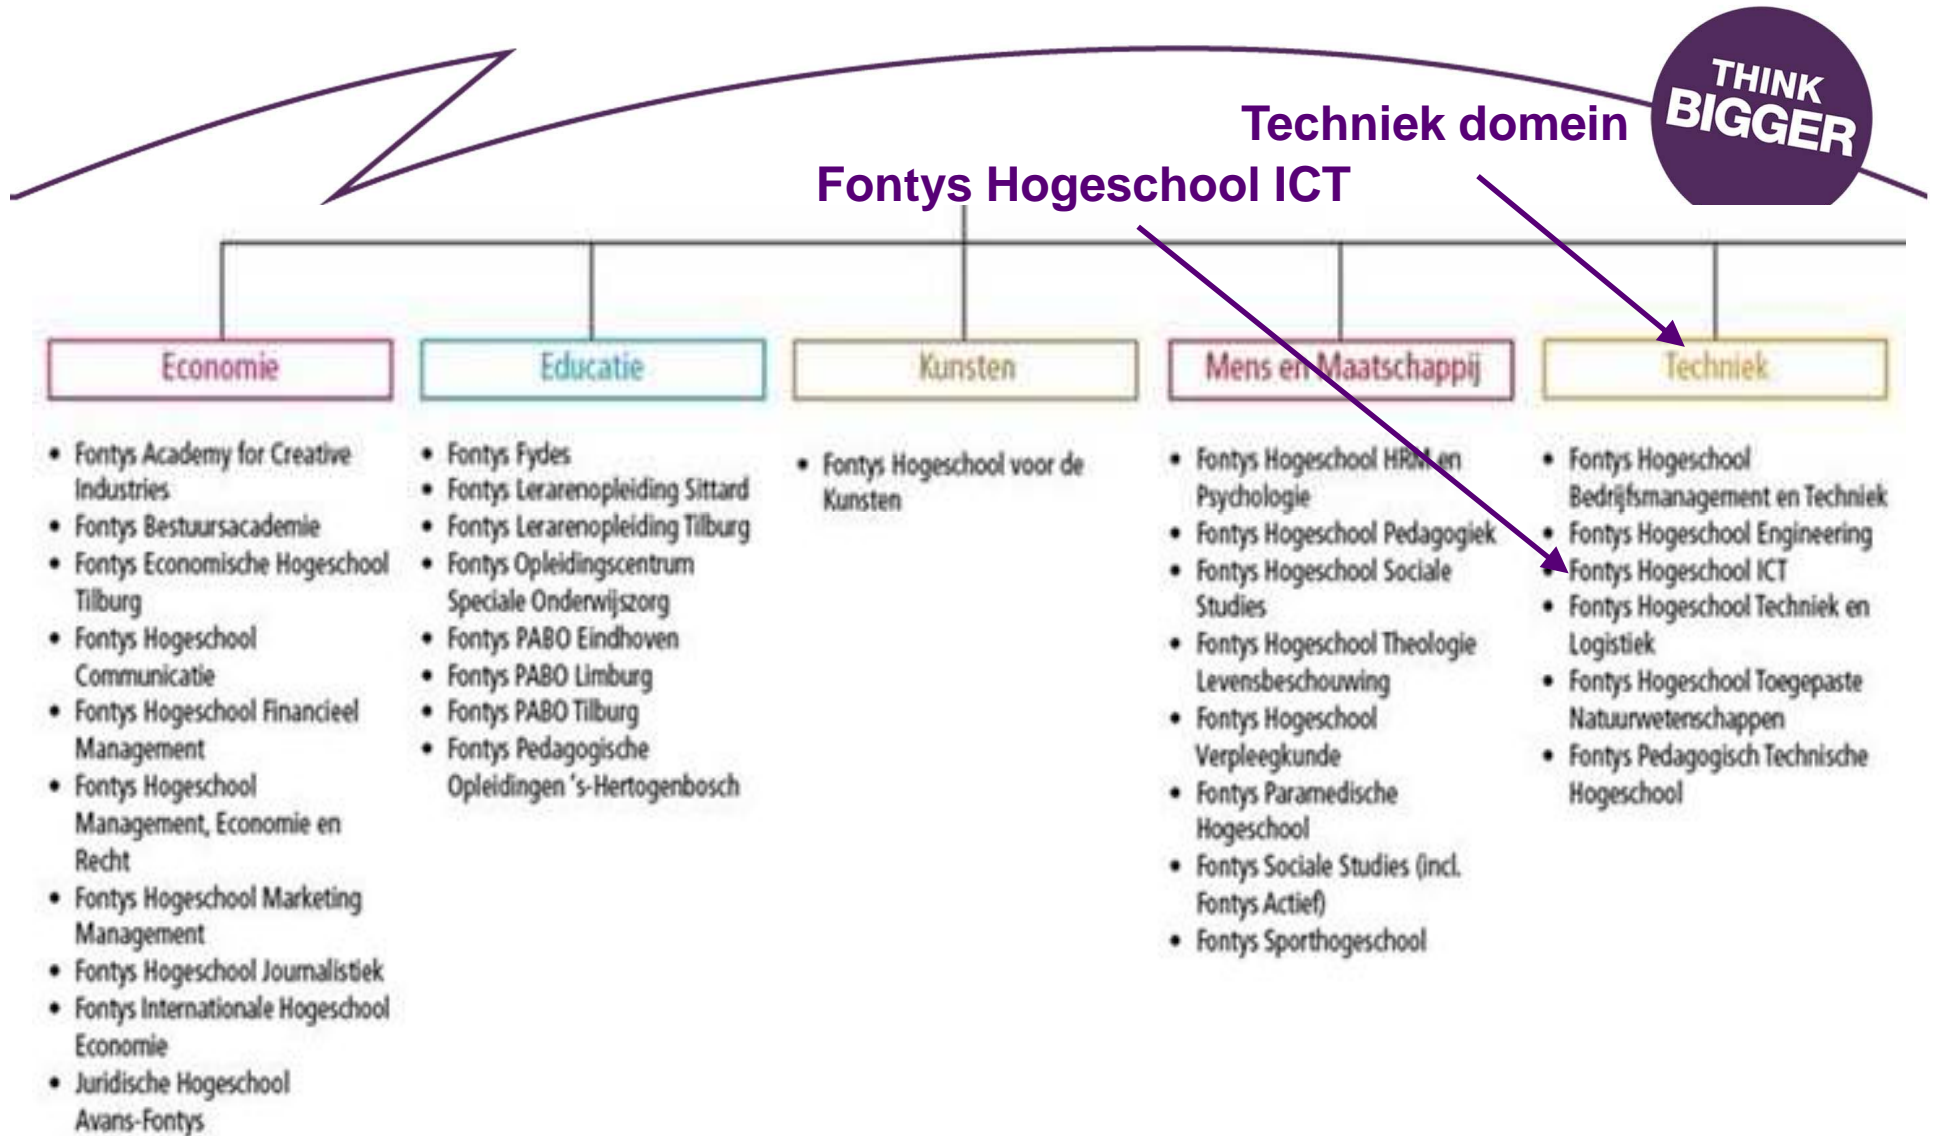 THINK
BIGGER
Techniek domein
Fontys Hogeschool ICT
Economie
• Fontys Academy for Creative
Industries
• Fontys Bestuursacademie
• Fontys Economische Hogeschool
Tilburg
• Fontys Hogeschool
Communicatie
• Fontys Hogeschool Financieel
Management
• Fontys Hogeschool
Management, Economie en
Recht
• Fontys Hogeschool Marketing
Management
• Fontys Hogeschool Journalistiek
• Fontys Internationale Hogeschool
Economie
• Juridische Hogeschool
Avans-Fontys
Educatie
• Fontys Fydes
• Fontys Lerarenopleiding Sittard
• Fontys Lerarenopleiding Tilburg
• Fontys Opleidingscentrum
Speciale Onderwijszorg
• Fontys PABO Eindhoven
• Fontys PABO Limburg
• Fontys PABO Tilburg
• Fontys Pedagogische
Opleidingen 's-Hertogenbosch
Kunsten
• Fontys Hogeschool voor de
Kunsten
Mens en Maatschappij
• Fontys Hogeschool HRM en
Psychologie
• Fontys Hogeschool Pedagogiek
• Fontys Hogeschool Sociale
Studies
• Fontys Hogeschool Theologie
Levensbeschouwing
• Fontys Hogeschool
Verpleegkunde
• Fontys Paramedische
Hogeschool
• Fontys Sociale Studies (incl.
Fontys Actief)
• Fontys Sporthogeschool
Techniek
• Fontys Hogeschool
Bedrijfsmanagement en Techniek
• Fontys Hogeschool Engineering
• Fontys Hogeschool ICT
• Fontys Hogeschool Techniek en
Logistiek
• Fontys Hogeschool Toegepaste
Natuurwetenschappen
• Fontys Pedagogisch Technische
Hogeschool